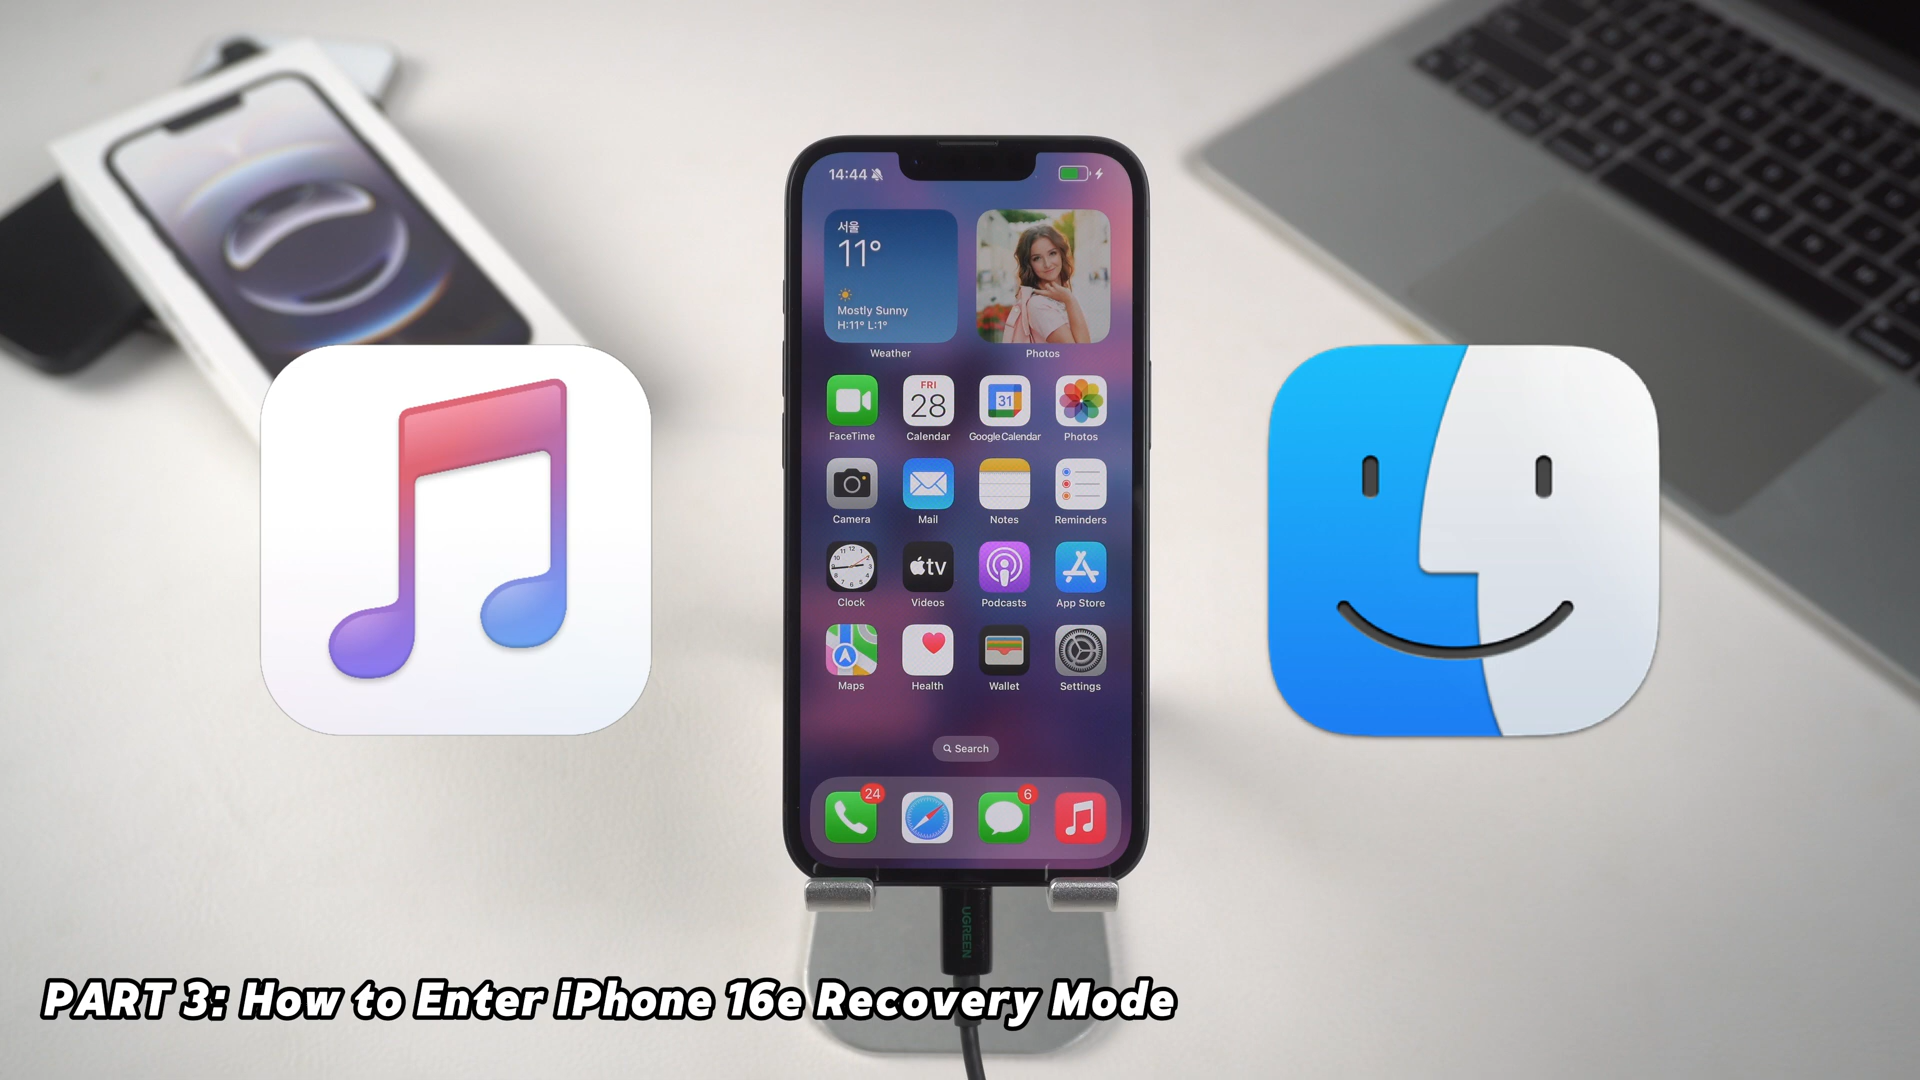 14:44
서울
11°
Mostly Sunny
H:11° L:1°
Weather
Photos
FRI
28
31
FaceTime
Calendar
Google Calendar
Photos
Camera
Mail
Notes
Reminders
tv
Clock
Videos
Podcasts
App Store
Maps
Health
Wallet
Settings
Search
24
6
UGREEN
PART 3: How to Enter iPhone 16e Recovery Mode